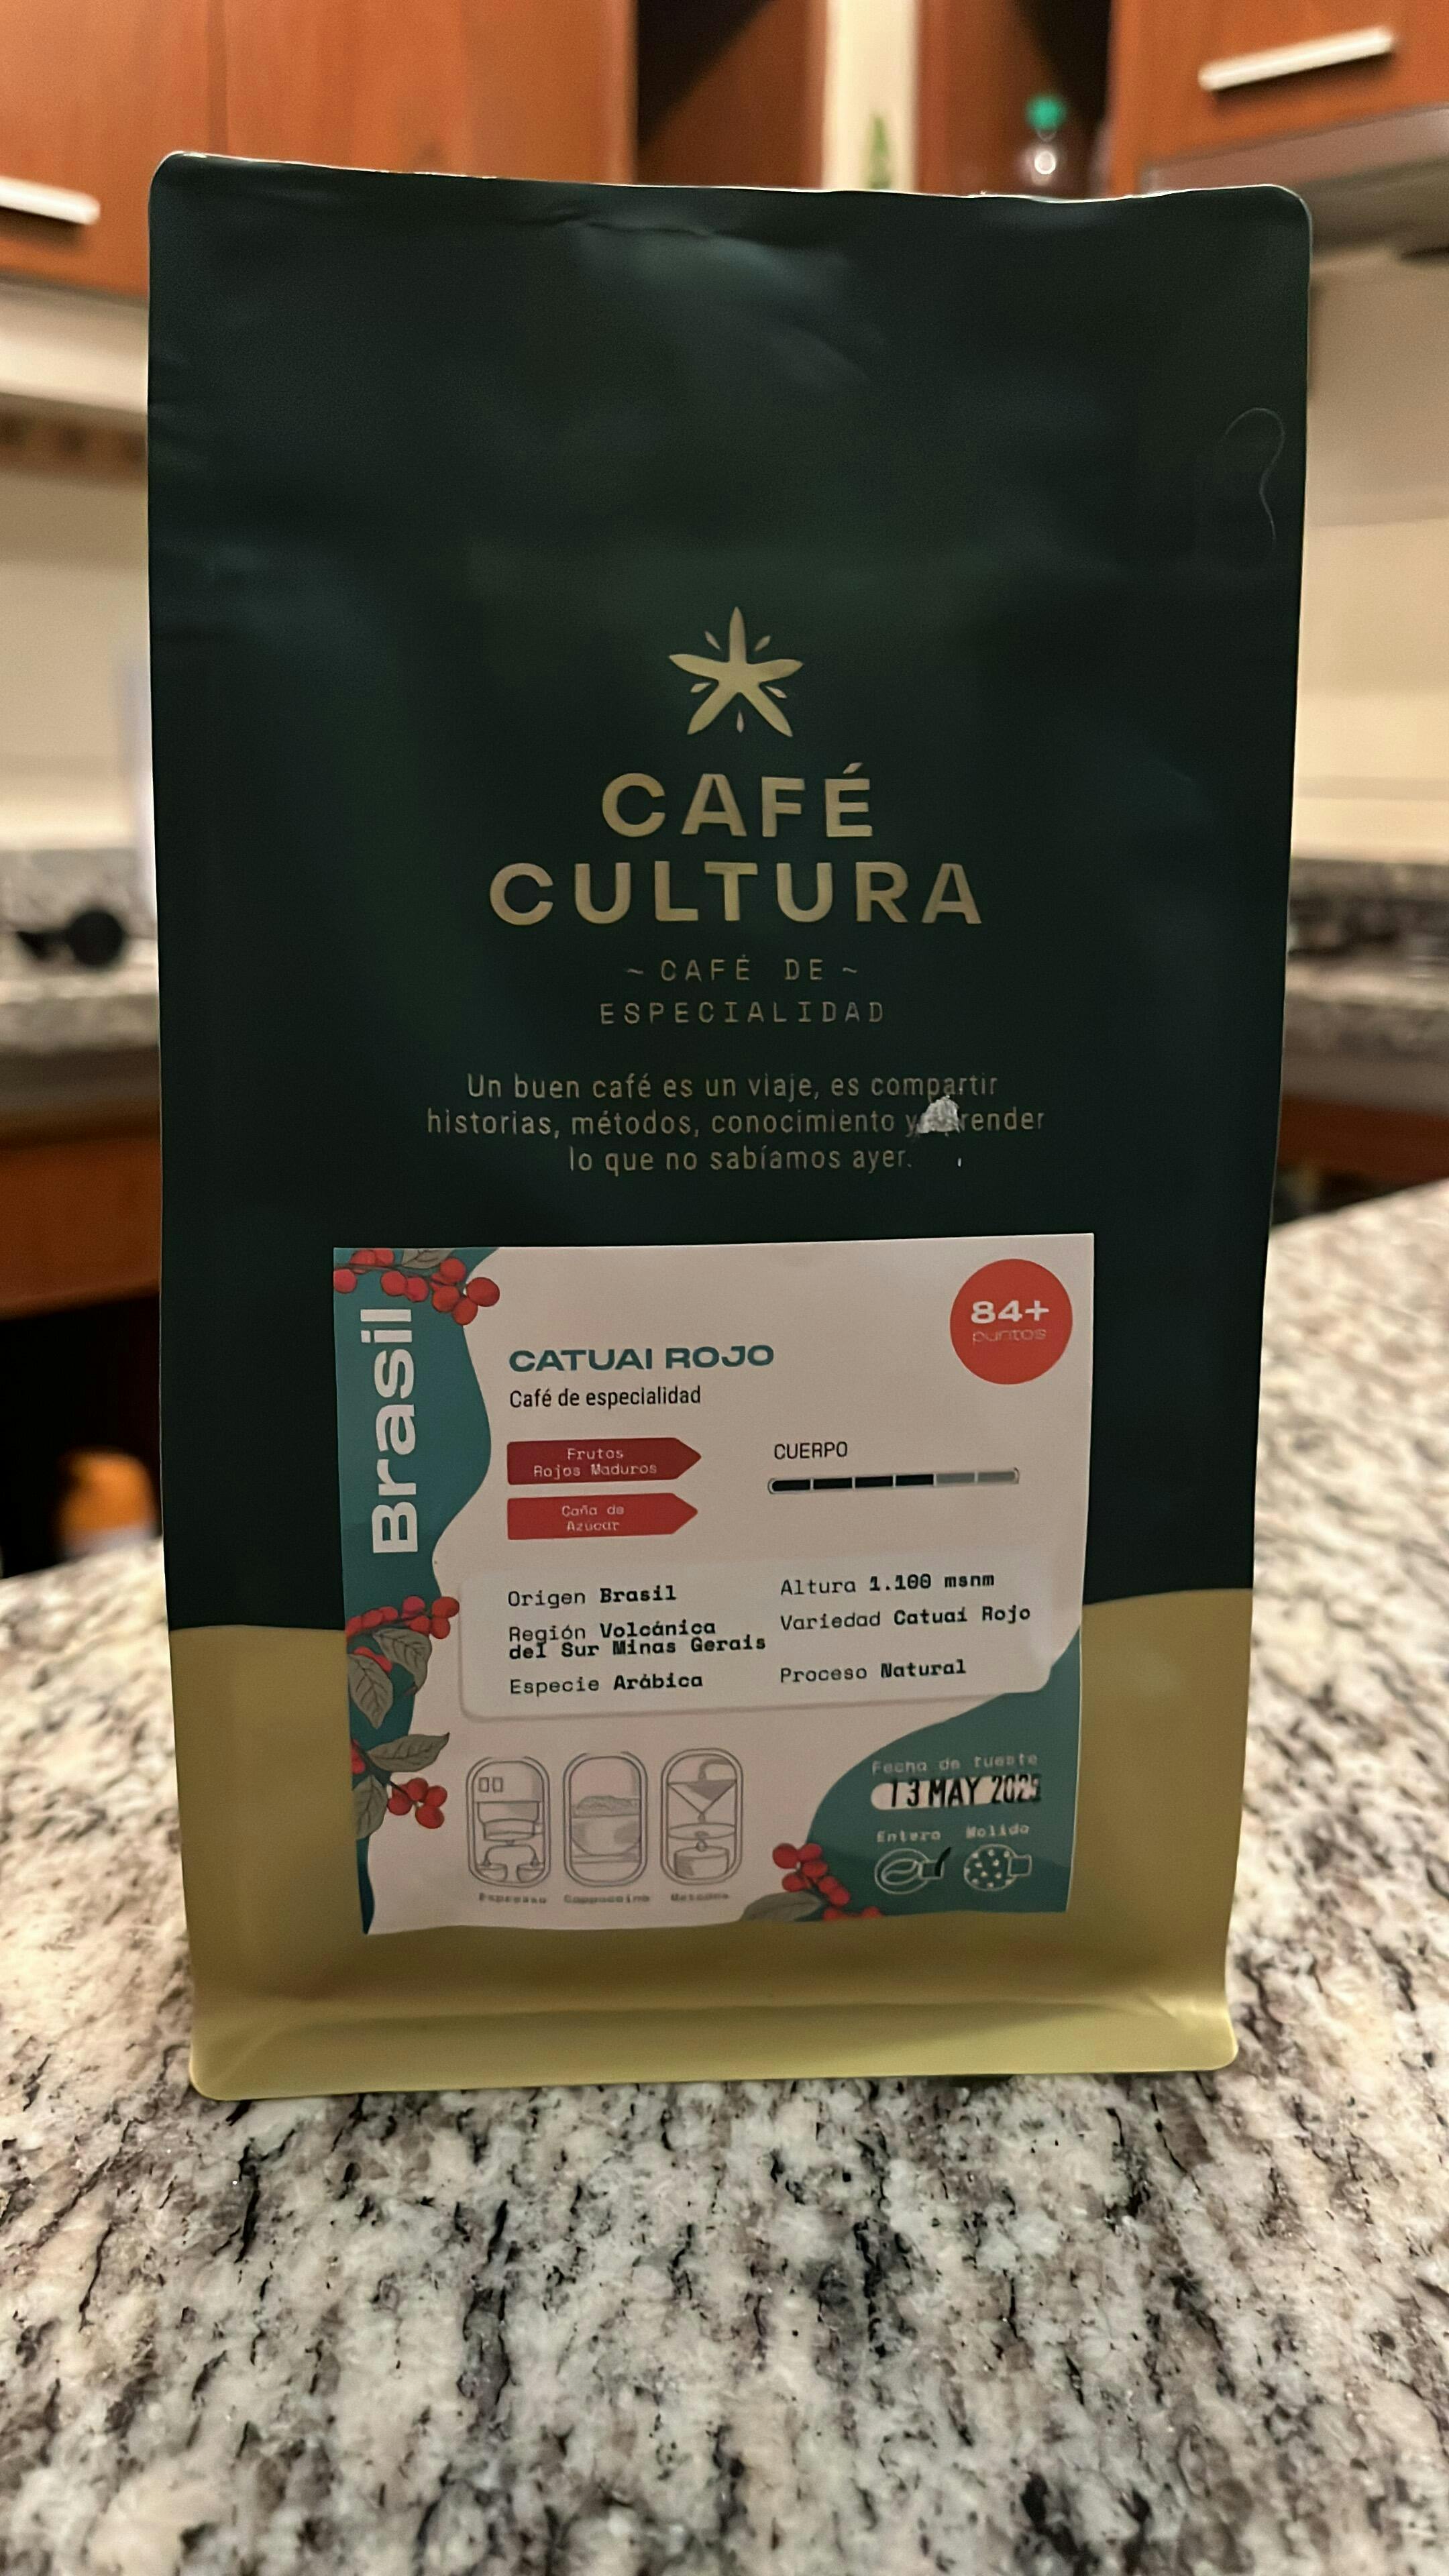 CAFÉ
CULTURA
~ CAFÉ DE ~
ESPECIALIDAD
Un buen café es un viaje, es compartir
historias, métodos, conocimiento y
lo que no sabíamos ayer.
Brasil
84+
puntos
CATUAI ROJO
Café de especialidad
Frutos
Rojos Maduros
Caña de
Azúcar
CUERPO
Origen Brasil
Región Volcánica
del Sur Minas Gerais
Especie Arábica
Altura 1.100 msnm
Variedad Catuaí Rojo
Proceso Natural
Espresso
Cappuccino
Métodos
Fecha de tueste
13 MAY 2025
Entero
Molido